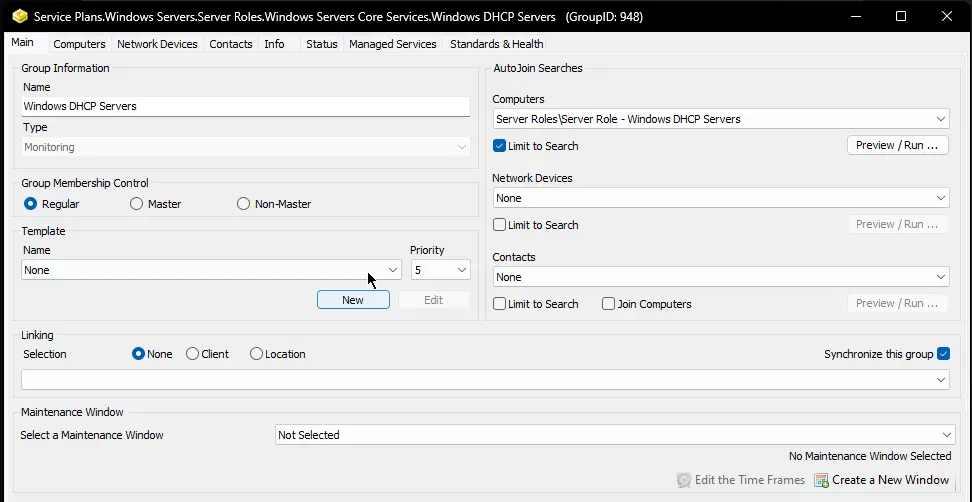 Service Plans.Windows Servers.Server Roles.Windows Servers Core Services.Windows DHCP Servers (GroupID: 948)
Main Computers Network Devices Contacts Info Status Managed Services Standards & Health
Group Information
Name
Windows DHCP Servers
Type
Monitoring
Group Membership Control
Regular Master Non-Master
Template
Name Priority
None 5
New Edit
AutoJoin Searches
Computers
Server Roles\Server Role - Windows DHCP Servers
Limit to Search Preview / Run ...
Network Devices
None
Limit to Search Preview / Run ...
Contacts
None
Limit to Search Join Computers Preview / Run ...
Linking
Selection None Client Location Synchronize this group
Maintenance Window
Select a Maintenance Window Not Selected
No Maintenance Window Selected
Edit the Time Frames Create a New Window